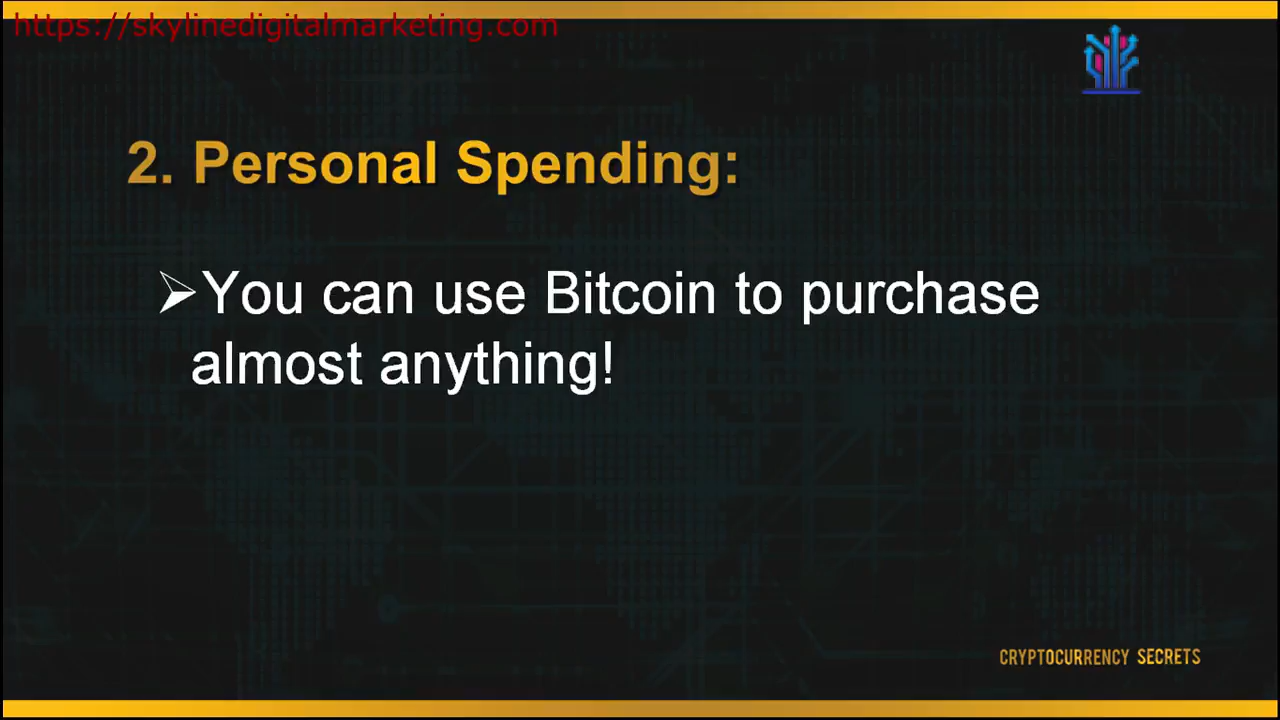 https://skylinedigitalmarketing.com
2. Personal Spending:
➢You can use Bitcoin to purchase
almost anything!
CRYPTOCURRENCY SECRETS